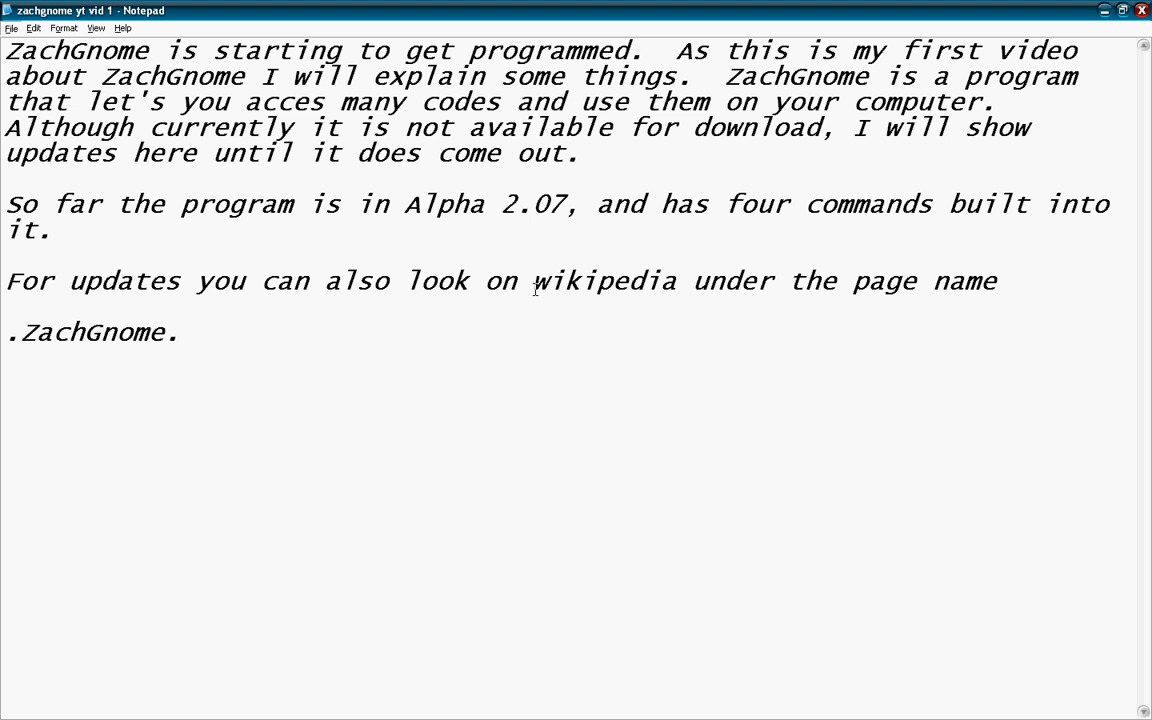 zachgnome yt vid 1 - Notepad
File Edit Format View Help
ZachGnome is starting to get programmed.  As this is my first video
about ZachGnome I will explain some things.  ZachGnome is a program
that let's you acces many codes and use them on your computer.
Although currently it is not available for download, I will show
updates here until it does come out.
So far the program is in Alpha 2.07, and has four commands built into
it.
For updates you can also look on wikipedia under the page name
.ZachGnome.